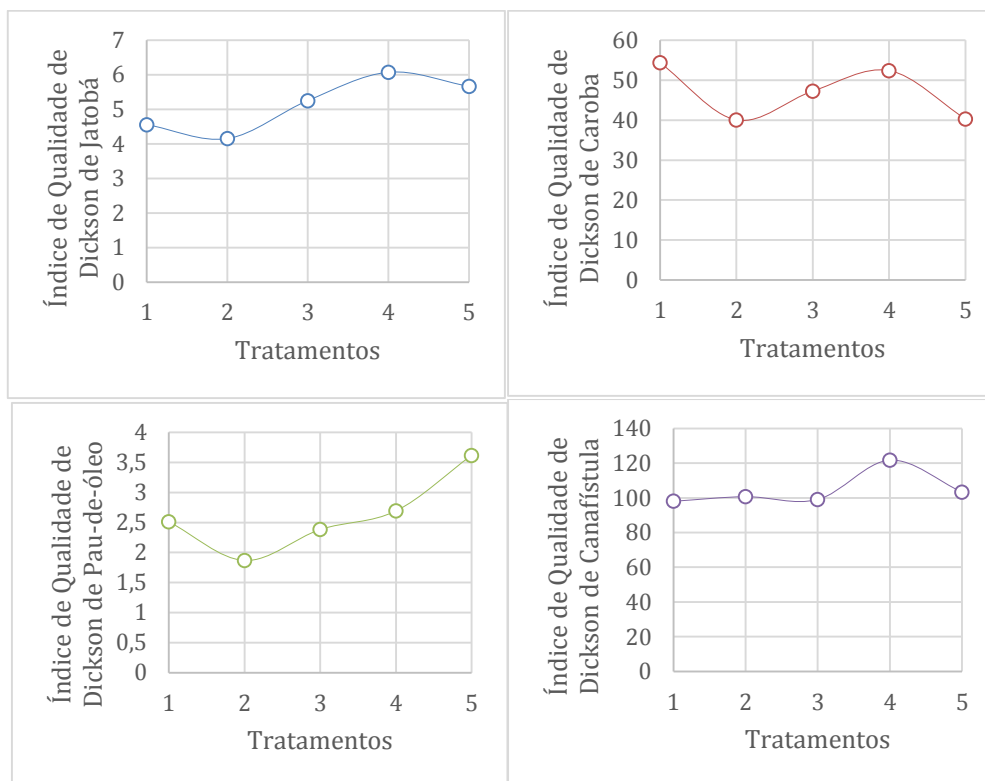 Índice de Qualidade de
Dickson de Jatobá
7
6
5
4
3
2
1
0
1 2 3 4 5
Tratamentos
Índice de Qualidade de
Dickson de Caroba
60
50
40
30
20
10
0
1 2 3 4 5
Tratamentos
Índice de Qualidade de
Dickson de Pau-de-óleo
4
3,5
3
2,5
2
1,5
1
0,5
0
1 2 3 4 5
Tratamentos
Índice de Qualidade de
Dickson de Canafístula
140
120
100
80
60
40
20
0
1 2 3 4 5
Tratamentos